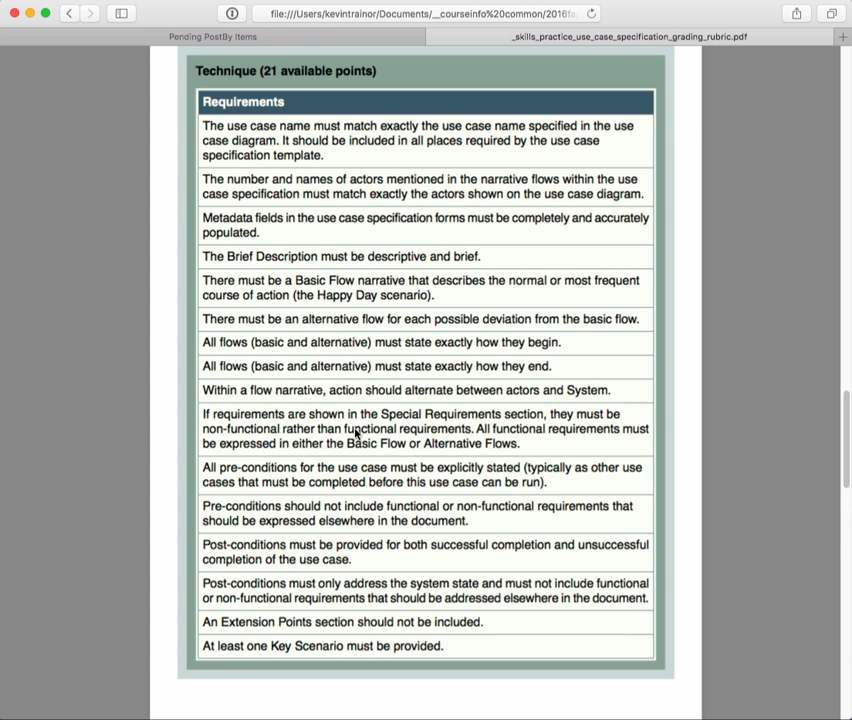 file:///Users/kevintrainor/Documents/__courseinfo%20common/2016fa
Pending PostBy Items
_skills_practice_use_case_specification_grading_rubric.pdf
Technique (21 available points)
Requirements
The use case name must match exactly the use case name specified in the use
case diagram. It should be included in all places required by the use case
specification template.
The number and names of actors mentioned in the narrative flows within the use
case specification must match exactly the actors shown on the use case diagram.
Metadata fields in the use case specification forms must be completely and accurately
populated.
The Brief Description must be descriptive and brief.
There must be a Basic Flow narrative that describes the normal or most frequent
course of action (the Happy Day scenario).
There must be an alternative flow for each possible deviation from the basic flow.
All flows (basic and alternative) must state exactly how they begin.
All flows (basic and alternative) must state exactly how they end.
Within a flow narrative, action should alternate between actors and System.
If requirements are shown in the Special Requirements section, they must be
non-functional rather than functional requirements. All functional requirements must
be expressed in either the Basic Flow or Alternative Flows.
All pre-conditions for the use case must be explicitly stated (typically as other use
cases that must be completed before this use case can be run).
Pre-conditions should not include functional or non-functional requirements that
should be expressed elsewhere in the document.
Post-conditions must be provided for both successful completion and unsuccessful
completion of the use case.
Post-conditions must only address the system state and must not include functional
or non-functional requirements that should be addressed elsewhere in the document.
An Extension Points section should not be included.
At least one Key Scenario must be provided.